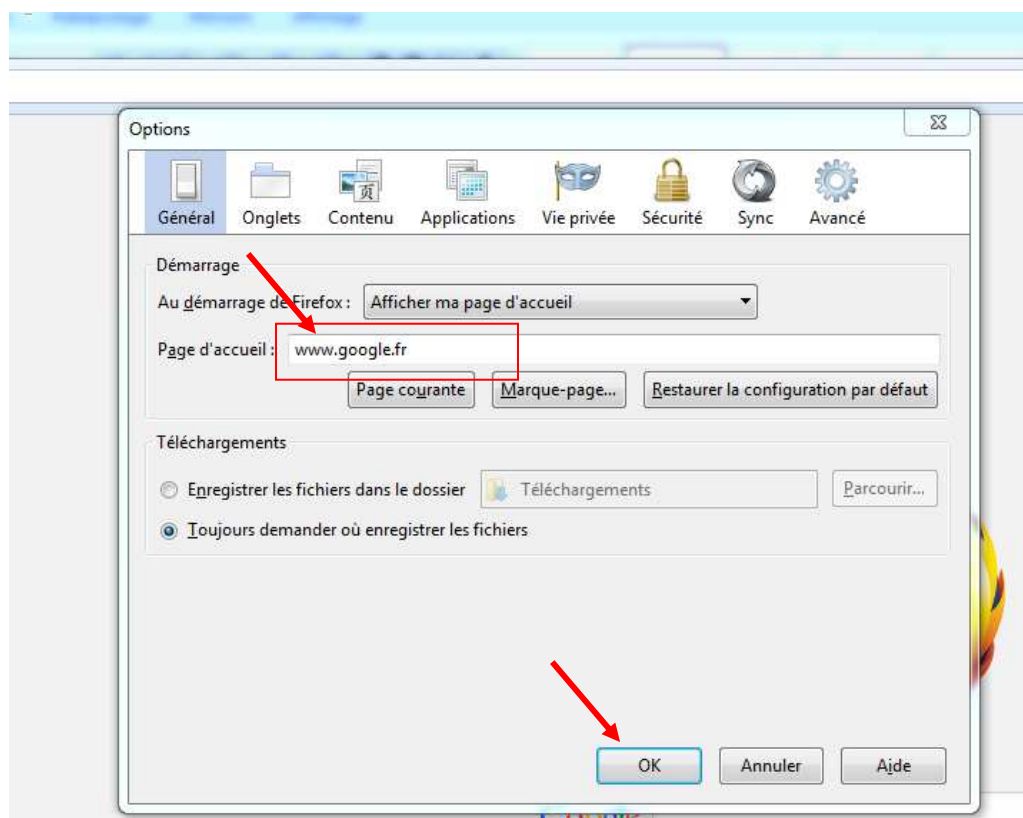 Options
Général Onglets Contenu Applications Vie privée Sécurité Sync Avancé
Démarrage
Au démarrage de Firefox : Afficher ma page d'accueil
Page d'accueil : www.google.fr
Page courante Marque-page... Restaurer la configuration par défaut
Téléchargements
Enregistrer les fichiers dans le dossier Téléchargements Parcourir...
Toujours demander où enregistrer les fichiers
OK Annuler Aide